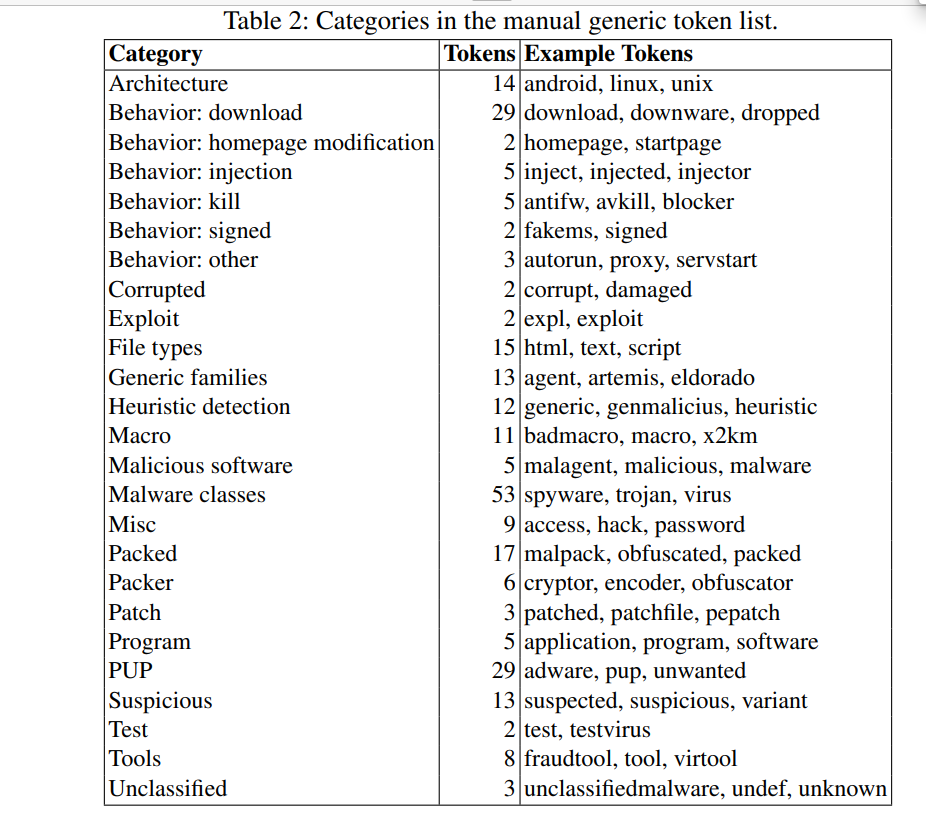 Table 2: Categories in the manual generic token list.
Category Tokens Example Tokens
Architecture 14 android, linux, unix
Behavior: download 29 download, downware, dropped
Behavior: homepage modification 2 homepage, startpage
Behavior: injection 5 inject, injected, injector
Behavior: kill 5 antifw, avkill, blocker
Behavior: signed 2 fakems, signed
Behavior: other 3 autorun, proxy, servstart
Corrupted 2 corrupt, damaged
Exploit 2 expl, exploit
File types 15 html, text, script
Generic families 13 agent, artemis, eldorado
Heuristic detection 12 generic, genmalicius, heuristic
Macro 11 badmacro, macro, x2km
Malicious software 5 malagent, malicious, malware
Malware classes 53 spyware, trojan, virus
Misc 9 access, hack, password
Packed 17 malpack, obfuscated, packed
Packer 6 cryptor, encoder, obfuscator
Patch 3 patched, patchfile, pepatch
Program 5 application, program, software
PUP 29 adware, pup, unwanted
Suspicious 13 suspected, suspicious, variant
Test 2 test, testvirus
Tools 8 fraudtool, tool, virtool
Unclassified 3 unclassifiedmalware, undef, unknown